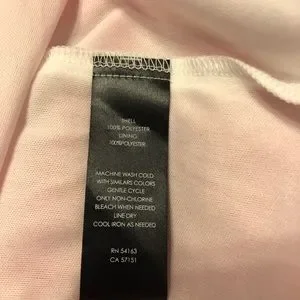 SHELL
100% POLYESTER
LINING
100%POLYESTER
MACHINE WASH COLD
WITH SIMILARS COLORS
GENTLE CYCLE
ONLY NON-CHLORINE
BLEACH WHEN NEEDED
LINE DRY
COOL IRON AS NEEDED
RN 54163
CA 57151